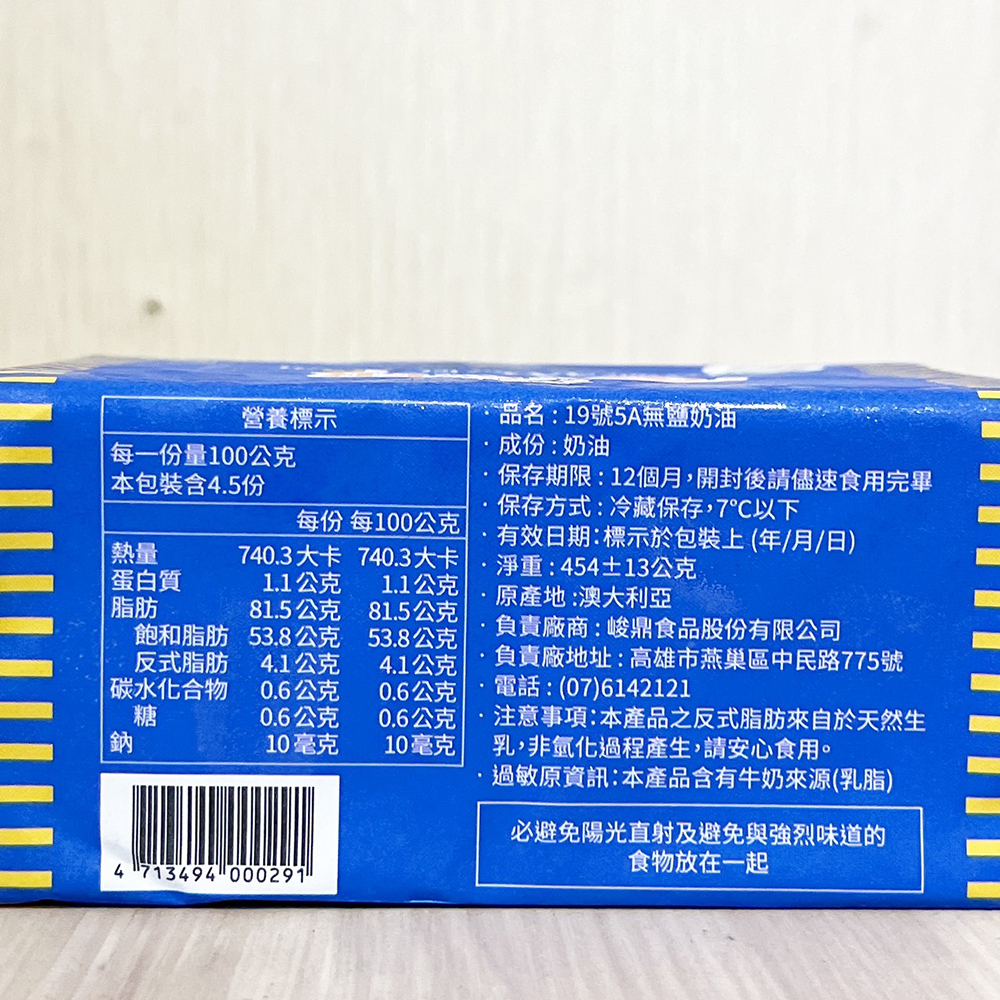 營養標示
每一份量100公克
本包裝含4.5份
每份 每100公克
熱量 740.3大卡 740.3大卡
蛋白質 1.1公克 1.1公克
脂肪 81.5公克 81.5公克
飽和脂肪 53.8公克 53.8公克
反式脂肪 4.1公克 4.1公克
碳水化合物 0.6公克 0.6公克
糖 0.6公克 0.6公克
鈉 10毫克 10毫克
4 713494 000291
· 品名:19號5A無鹽奶油
· 成份:奶油
· 保存期限:12個月,開封後請儘速食用完畢
· 保存方式:冷藏保存,7℃以下
· 有效日期:標示於包裝上 (年/月/日)
· 淨重:454±13公克
· 原產地:澳大利亞
· 負責廠商:峻鼎食品股份有限公司
· 負責廠地址:高雄市燕巢區中民路775號
· 電話:(07)6142121
· 注意事項:本產品之反式脂肪來自於天然生
乳,非氫化過程產生,請安心食用。
· 過敏原資訊:本產品含有牛奶來源(乳脂)
必避免陽光直射及避免與強烈味道的
食物放在一起